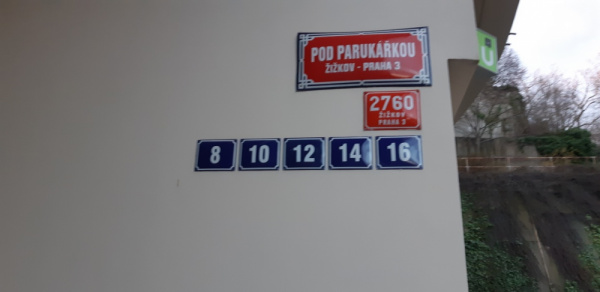 POD PARUKÁŘKOU
ŽIŽKOV - PRAHA 3
2760
ŽIŽKOV
PRAHA 3
8 10 12 14 16